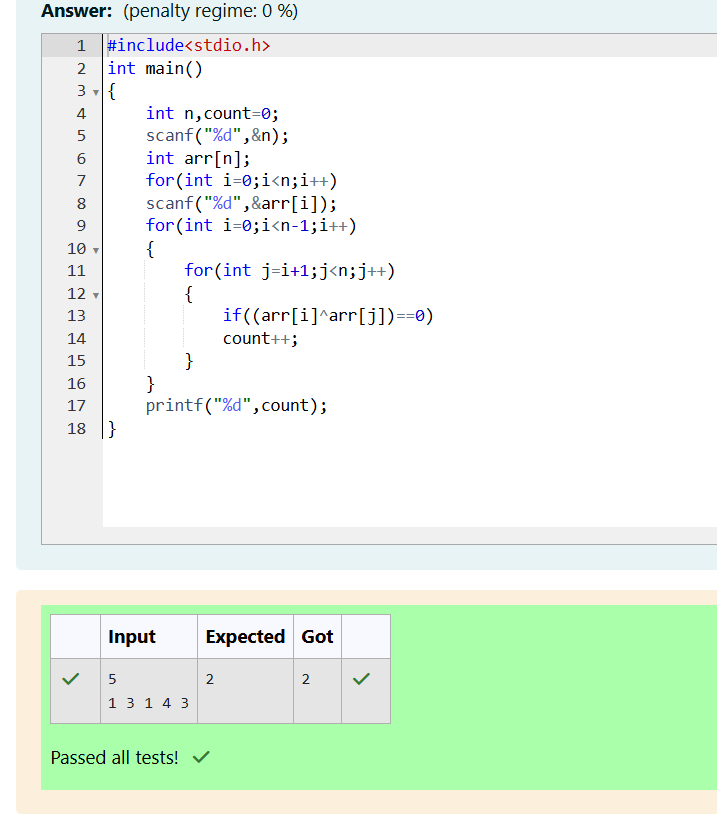 Answer: (penalty regime: 0 %)
1 #include<stdio.h>
2 int main()
3 {
4     int n,count=0;
5     scanf("%d",&n);
6     int arr[n];
7     for(int i=0;i<n;i++)
8     scanf("%d",&arr[i]);
9     for(int i=0;i<n-1;i++)
10     {
11         for(int j=i+1;j<n;j++)
12         {
13             if((arr[i]^arr[j])==0)
14             count++;
15         }
16     }
17     printf("%d",count);
18 }
Input Expected Got
5 2 2
1 3 1 4 3
Passed all tests!